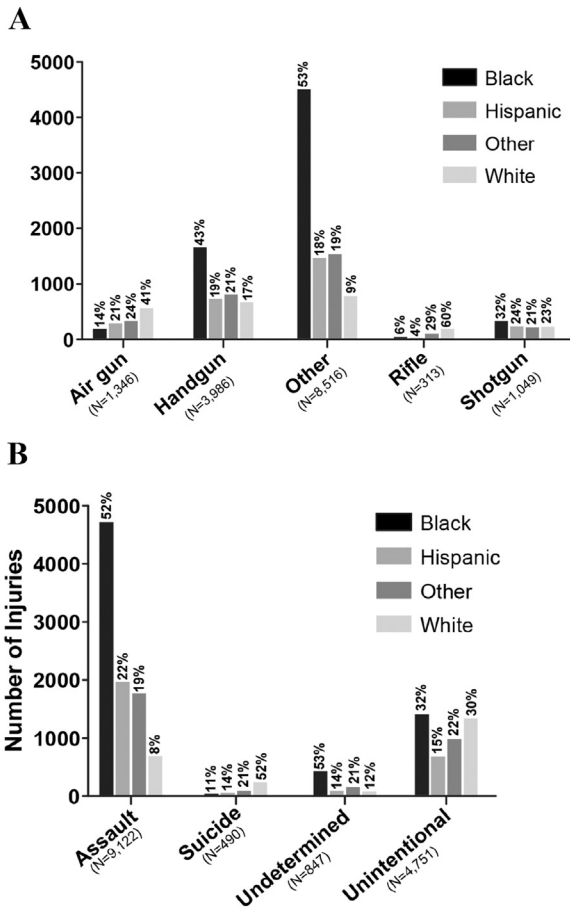 A
5000
4000
3000
2000
1000
0
Black
Hispanic
Other
White
14%
21%
24%
41%
43%
19%
21%
17%
53%
18%
19%
9%
6%
4%
29%
60%
32%
24%
21%
23%
Air gun
(N=1,346)
Handgun
(N=3,986)
Other
(N=8,516)
Rifle
(N=313)
Shotgun
(N=1,049)
B
Number of Injuries
5000
4000
3000
2000
1000
0
Black
Hispanic
Other
White
52%
22%
19%
8%
11%
14%
21%
52%
53%
14%
21%
12%
32%
15%
22%
30%
Assault
(N=9,122)
Suicide
(N=490)
Undetermined
(N=847)
Unintentional
(N=4,751)